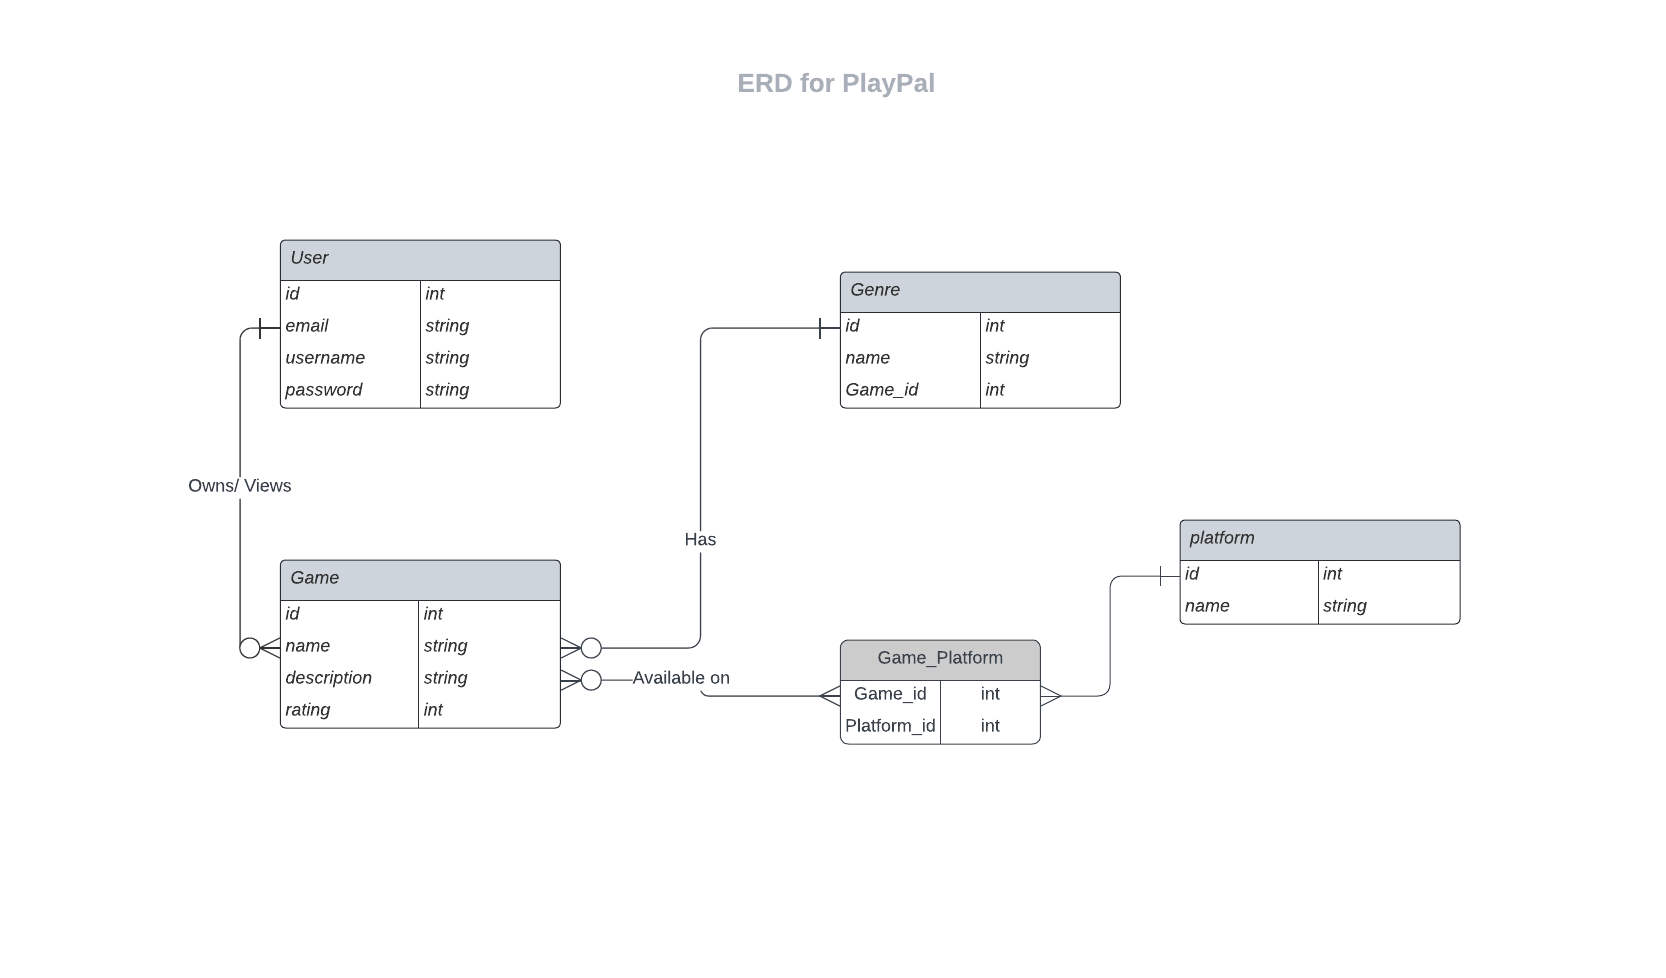 ERD for PlayPal
User
id int
email string
username string
password string
Genre
id int
name string
Game_id int
Owns/ Views
Has
platform
id int
name string
Game
id int
name string
description string
rating int
Available on
Game_Platform
Game_id int
Platform_id int